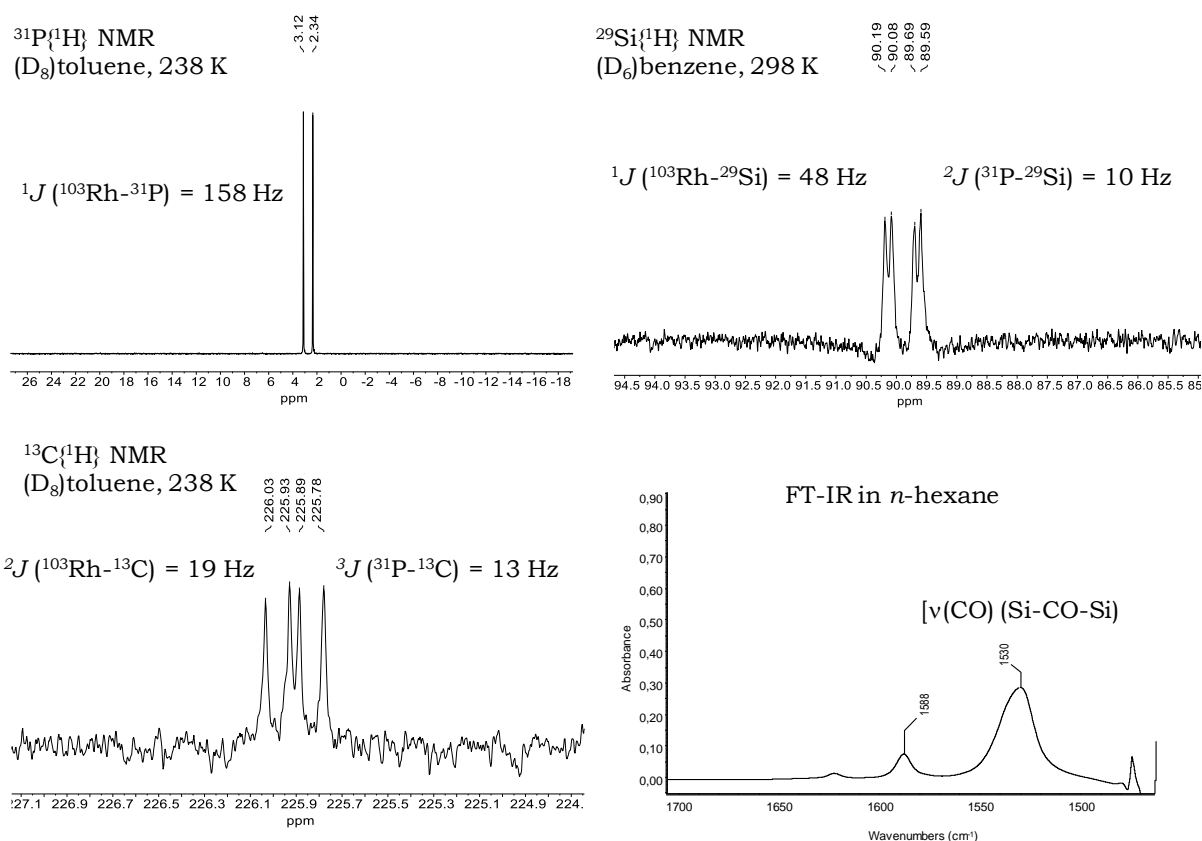 ³¹P{¹H} NMR
(D₈)toluene, 238 K
3.12
2.34
¹J (¹⁰³Rh-³¹P) = 158 Hz
26 24 22 20 18 16 14 12 10 8 6 4 2 0 -2 -4 -6 -8 -10 -12 -14 -16 -18
ppm
²⁹Si{¹H} NMR
(D₆)benzene, 298 K
90.19
90.08
89.69
89.59
¹J (¹⁰³Rh-²⁹Si) = 48 Hz
²J (³¹P-²⁹Si) = 10 Hz
94.5 94.0 93.5 93.0 92.5 92.0 91.5 91.0 90.5 90.0 89.5 89.0 88.5 88.0 87.5 87.0 86.5 86.0 85.5 85
ppm
¹³C{¹H} NMR
(D₈)toluene, 238 K
226.03
225.93
225.89
225.78
²J (¹⁰³Rh-¹³C) = 19 Hz
³J (³¹P-¹³C) = 13 Hz
:27.1 226.9 226.7 226.5 226.3 226.1 225.9 225.7 225.5 225.3 225.1 224.9 224.
ppm
FT-IR in n-hexane
[ν(CO) (Si-CO-Si)
1588
1530
0,90
0,80
0,70
0,60
0,50
0,40
0,30
0,20
0,10
0,00
Absorbance
1700 1650 1600 1550 1500
Wavenumbers (cm⁻¹)